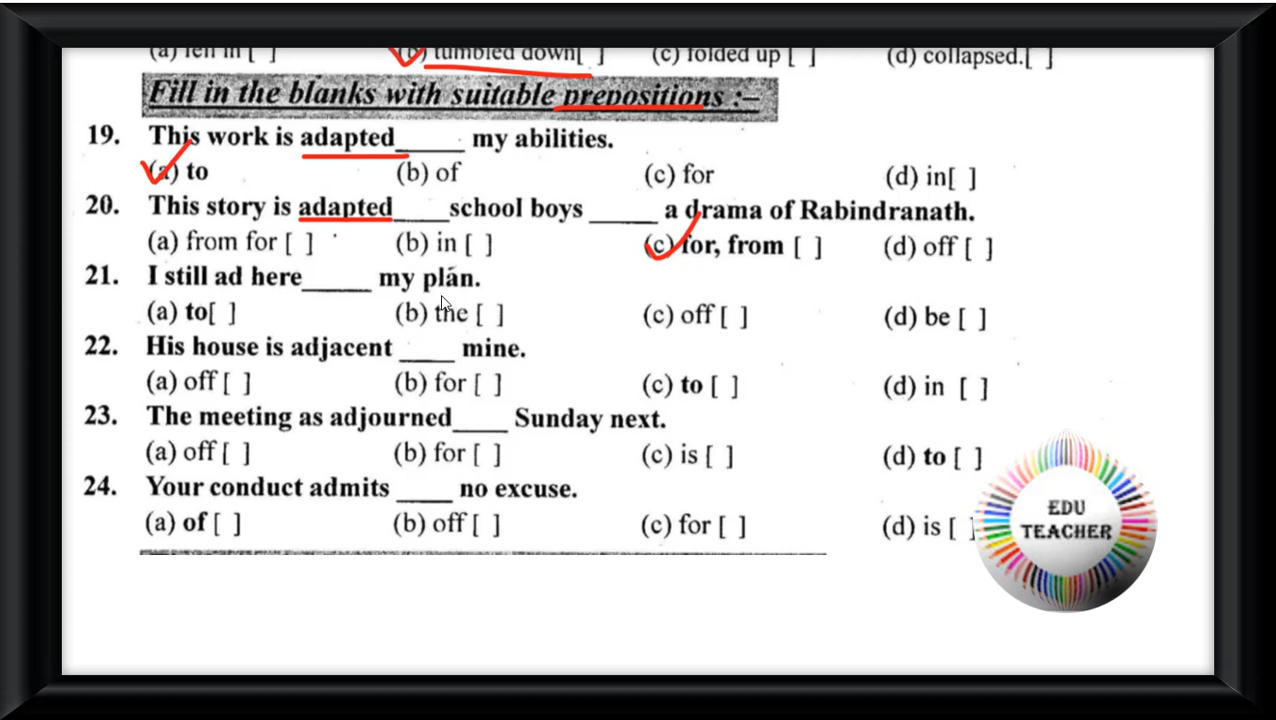 (a) fell in [ ] (b) tumbled down[ ] (c) folded up [ ] (d) collapsed.[ ]
Fill in the blanks with suitable prepositions :–
19. This work is adapted_____ my abilities.
(a) to (b) of (c) for (d) in[ ]
20. This story is adapted____school boys _____ a drama of Rabindranath.
(a) from for [ ] (b) in [ ] (c) for, from [ ] (d) off [ ]
21. I still ad here_____ my plan.
(a) to[ ] (b) the [ ] (c) off [ ] (d) be [ ]
22. His house is adjacent ____ mine.
(a) off [ ] (b) for [ ] (c) to [ ] (d) in [ ]
23. The meeting as adjourned____ Sunday next.
(a) off [ ] (b) for [ ] (c) is [ ] (d) to [ ]
24. Your conduct admits ____ no excuse.
(a) of [ ] (b) off [ ] (c) for [ ] (d) is [ ]
EDU
TEACHER